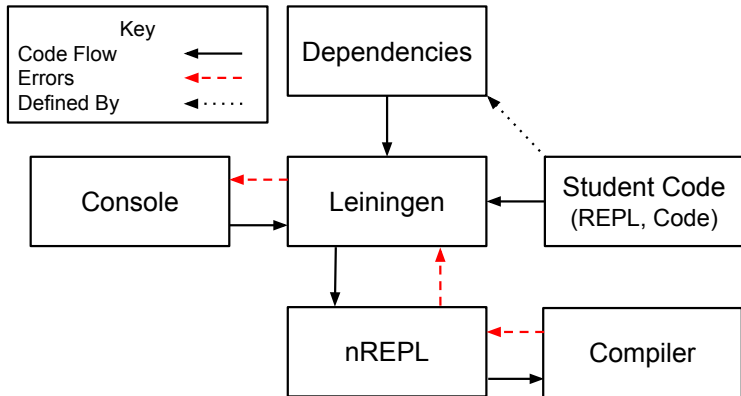 Key
Code Flow
Errors
Defined By
Dependencies
Console
Leiningen
Student Code
(REPL, Code)
nREPL
Compiler